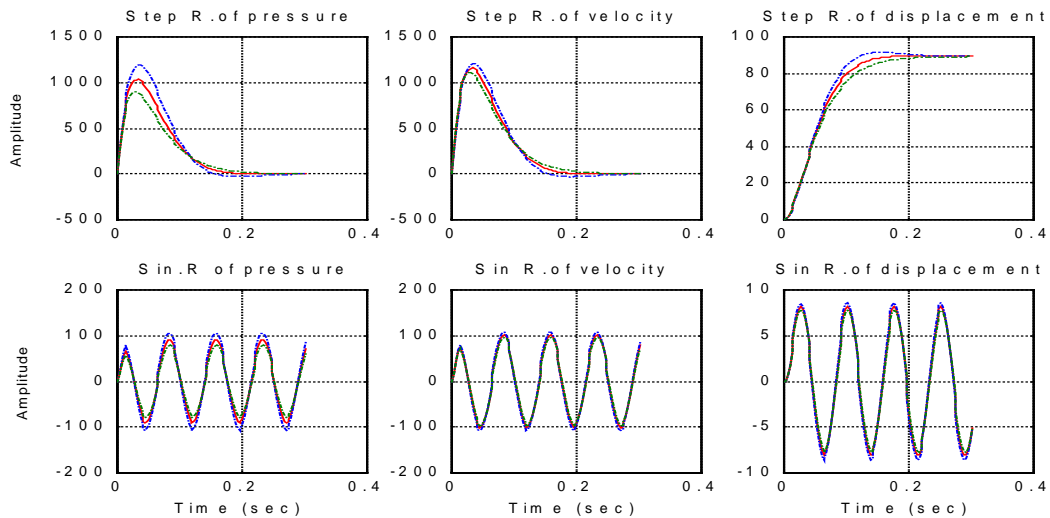 Step R.of pressure
Step R.of velocity
Step R.of displacement
1500
1000
500
0
-500
Amplitude
0 0.2 0.4
1500
1000
500
0
-500
0 0.2 0.4
100
80
60
40
20
0
0 0.2 0.4
Sin.R of pressure
Sin R.of velocity
Sin R.of displacement
200
100
0
-100
-200
Amplitude
0 0.2 0.4
Time (sec)
200
100
0
-100
-200
0 0.2 0.4
Time (sec)
10
5
0
-5
-10
0 0.2 0.4
Time (sec)